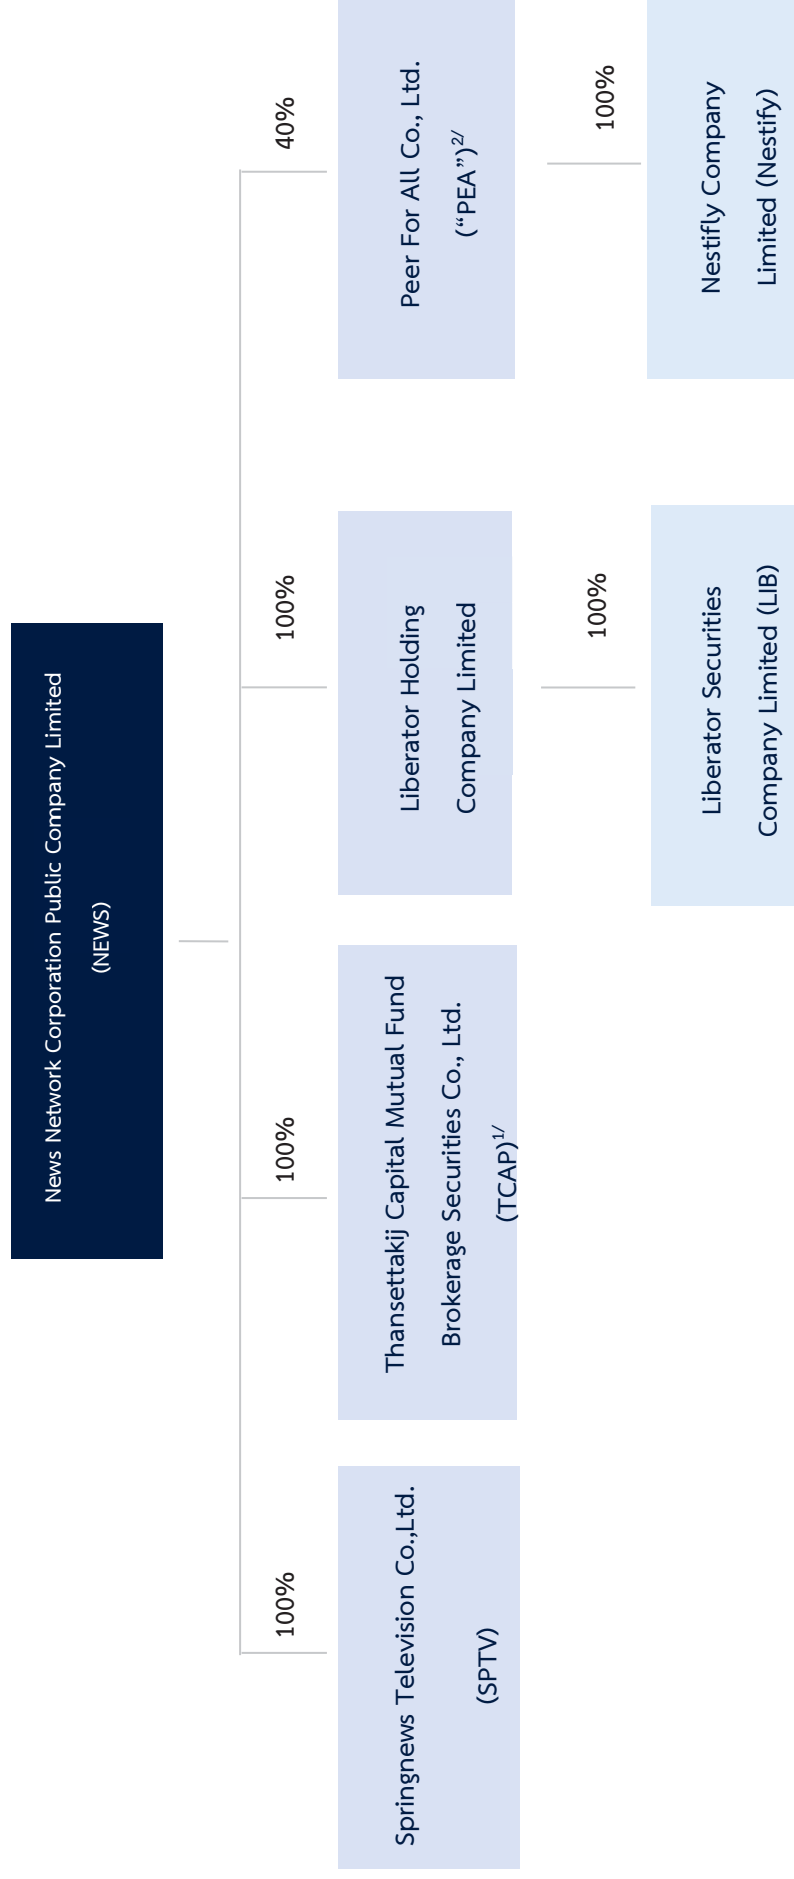 News Network Corporation Public Company Limited
(NEWS)
100%
100%
100%
40%
Springnews Television Co.,Ltd.
(SPTV)
Thansettakij Capital Mutual Fund
Brokerage Securities Co., Ltd.
(TCAP)1/
Liberator Holding
Company Limited
Peer For All Co., Ltd.
(“PEA”)2/
100%
100%
Liberator Securities
Company Limited (LIB)
Nestifly Company
Limited (Nestify)